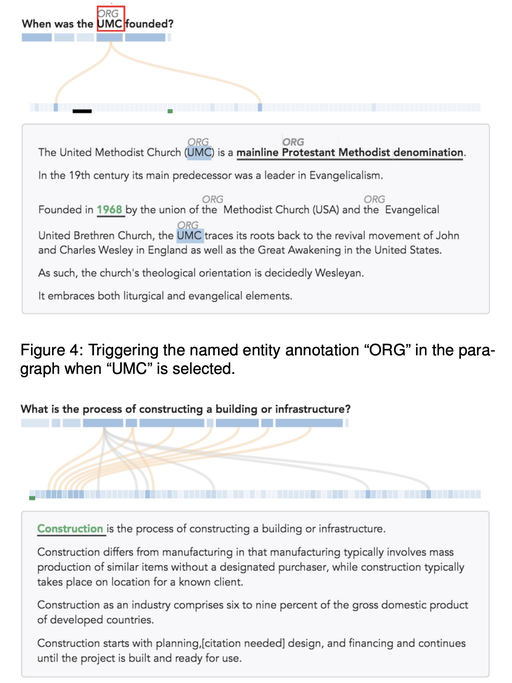 ORG
When was the UMC founded?
ORG ORG
The United Methodist Church (UMC) is a mainline Protestant Methodist denomination.
In the 19th century its main predecessor was a leader in Evangelicalism.
ORG ORG
Founded in 1968 by the union of the Methodist Church (USA) and the Evangelical
ORG
United Brethren Church, the UMC traces its roots back to the revival movement of John
and Charles Wesley in England as well as the Great Awakening in the United States.
As such, the church's theological orientation is decidedly Wesleyan.
It embraces both liturgical and evangelical elements.
Figure 4: Triggering the named entity annotation “ORG” in the para-
graph when “UMC” is selected.
What is the process of constructing a building or infrastructure?
Construction is the process of constructing a building or infrastructure.
Construction differs from manufacturing in that manufacturing typically involves mass
production of similar items without a designated purchaser, while construction typically
takes place on location for a known client.
Construction as an industry comprises six to nine percent of the gross domestic product
of developed countries.
Construction starts with planning,[citation needed] design, and financing and continues
until the project is built and ready for use.